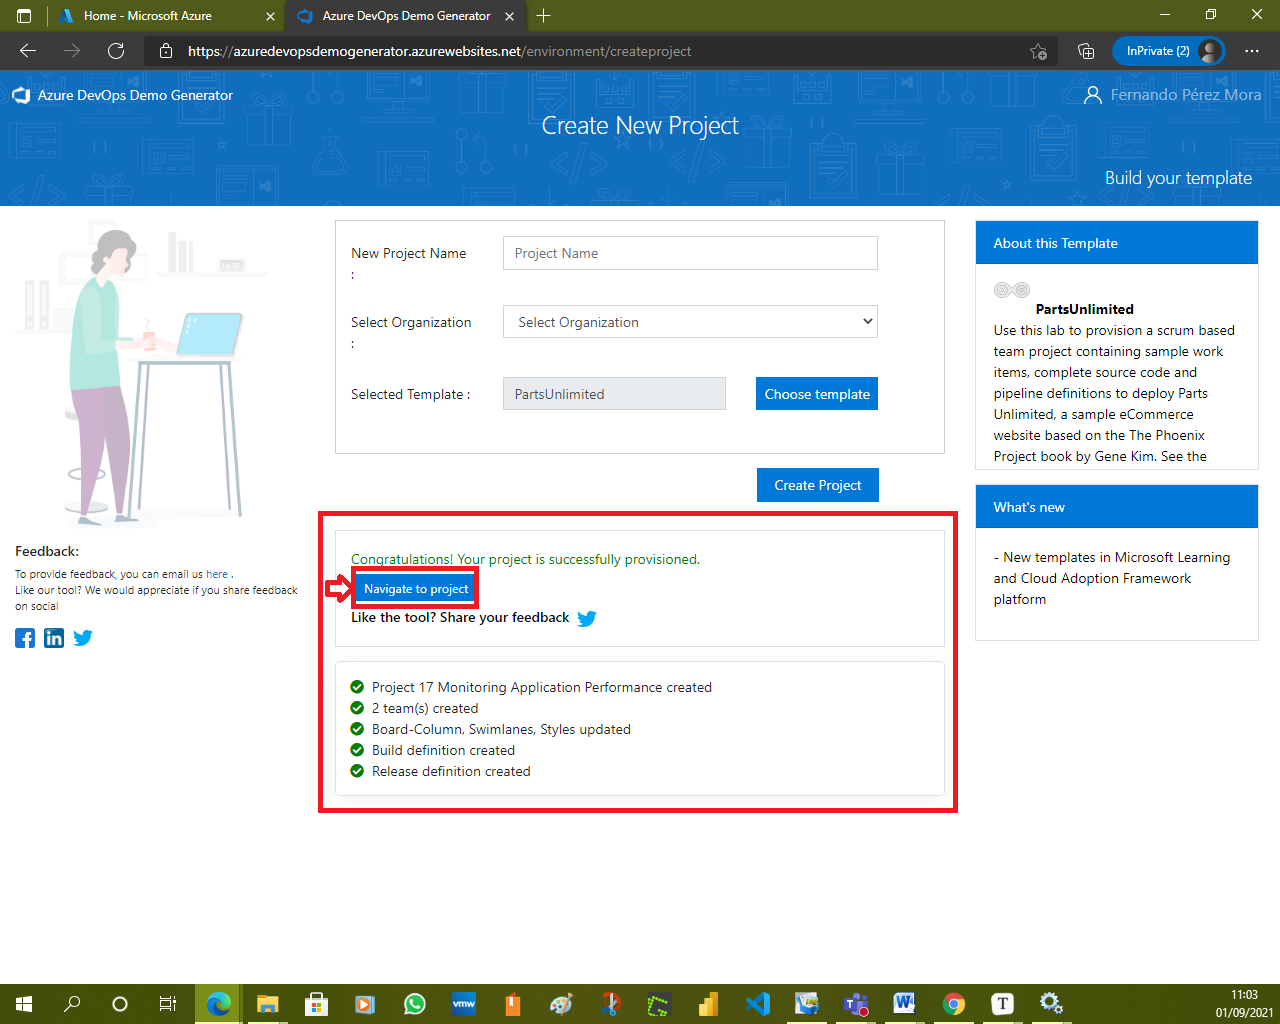 Home - Microsoft Azure
Azure DevOps Demo Generator
https://azuredevopsdemogenerator.azurewebsites.net/environment/createproject
InPrivate (2)
Azure DevOps Demo Generator
Fernando Pérez Mora
Create New Project
Build your template
New Project Name
:
Project Name
Select Organization
:
Select Organization
Selected Template :
PartsUnlimited
Choose template
Create Project
About this Template
PartsUnlimited
Use this lab to provision a scrum based
team project containing sample work
items, complete source code and
pipeline definitions to deploy Parts
Unlimited, a sample eCommerce
website based on the The Phoenix
Project book by Gene Kim. See the
What's new
- New templates in Microsoft Learning
and Cloud Adoption Framework
platform
Feedback:
To provide feedback, you can email us here .
Like our tool? We would appreciate if you share feedback
on social
Congratulations! Your project is successfully provisioned.
Navigate to project
Like the tool? Share your feedback
Project 17 Monitoring Application Performance created
2 team(s) created
Board-Column, Swimlanes, Styles updated
Build definition created
Release definition created
vmw
T
11:03
01/09/2021